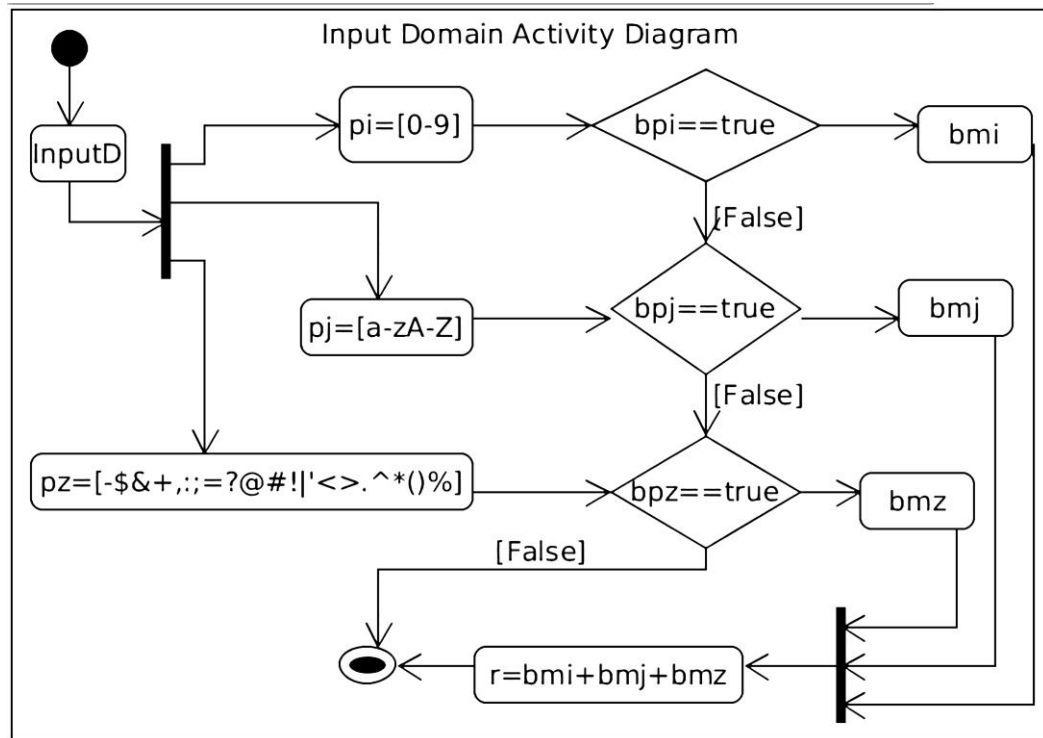 Input Domain Activity Diagram
InputD
pi=[0-9]
bpi==true
bmi
[False]
pj=[a-zA-Z]
bpj==true
bmj
[False]
pz=[-$&+,:;=?@#!|'<>.^*()%]
bpz==true
bmz
[False]
r=bmi+bmj+bmz